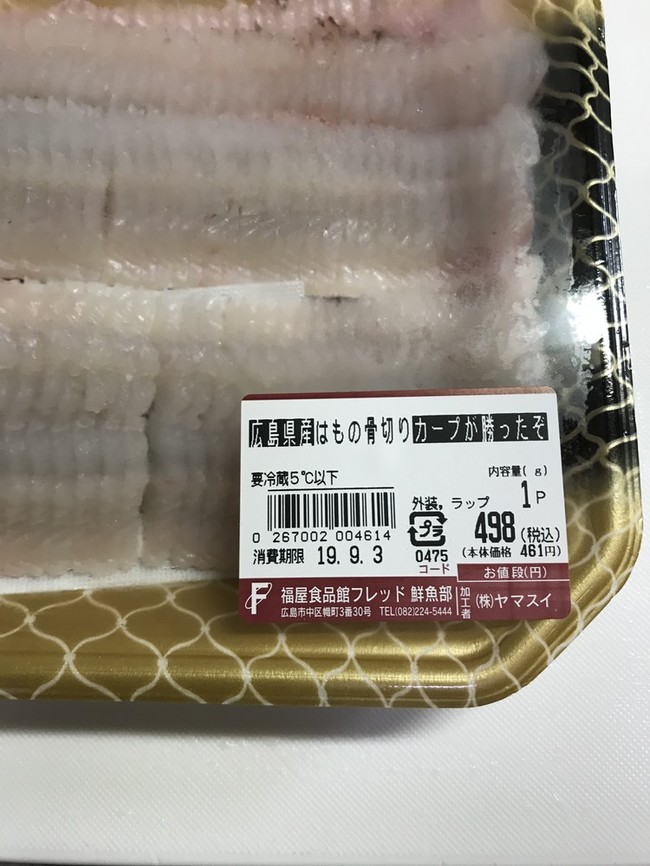 広島県産はもの骨切りカープが勝ったぞ
要冷蔵5℃以下
内容量(g)
外装,ラップ
1P
プラ
0 267002 004614
498(税込)
消費期限 19.9.3
0475
コード
(本体価格 461円)
お値段(円)
F 福屋食品館フレッド 鮮魚部
広島市中区幟町3番30号 TEL(082)224-5444
加工者 (株)ヤマスイ